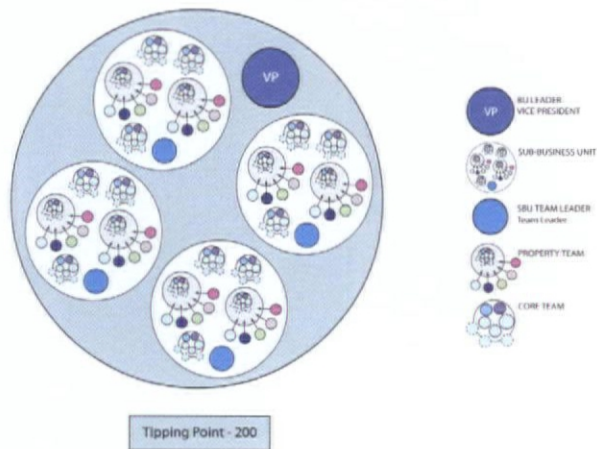 VP
VP
BU LEADER
VICE PRESIDENT
SUB-BUSINESS UNIT
SBU TEAM LEADER
Team Leader
PROPERTY TEAM
CORE TEAM
Tipping Point - 200